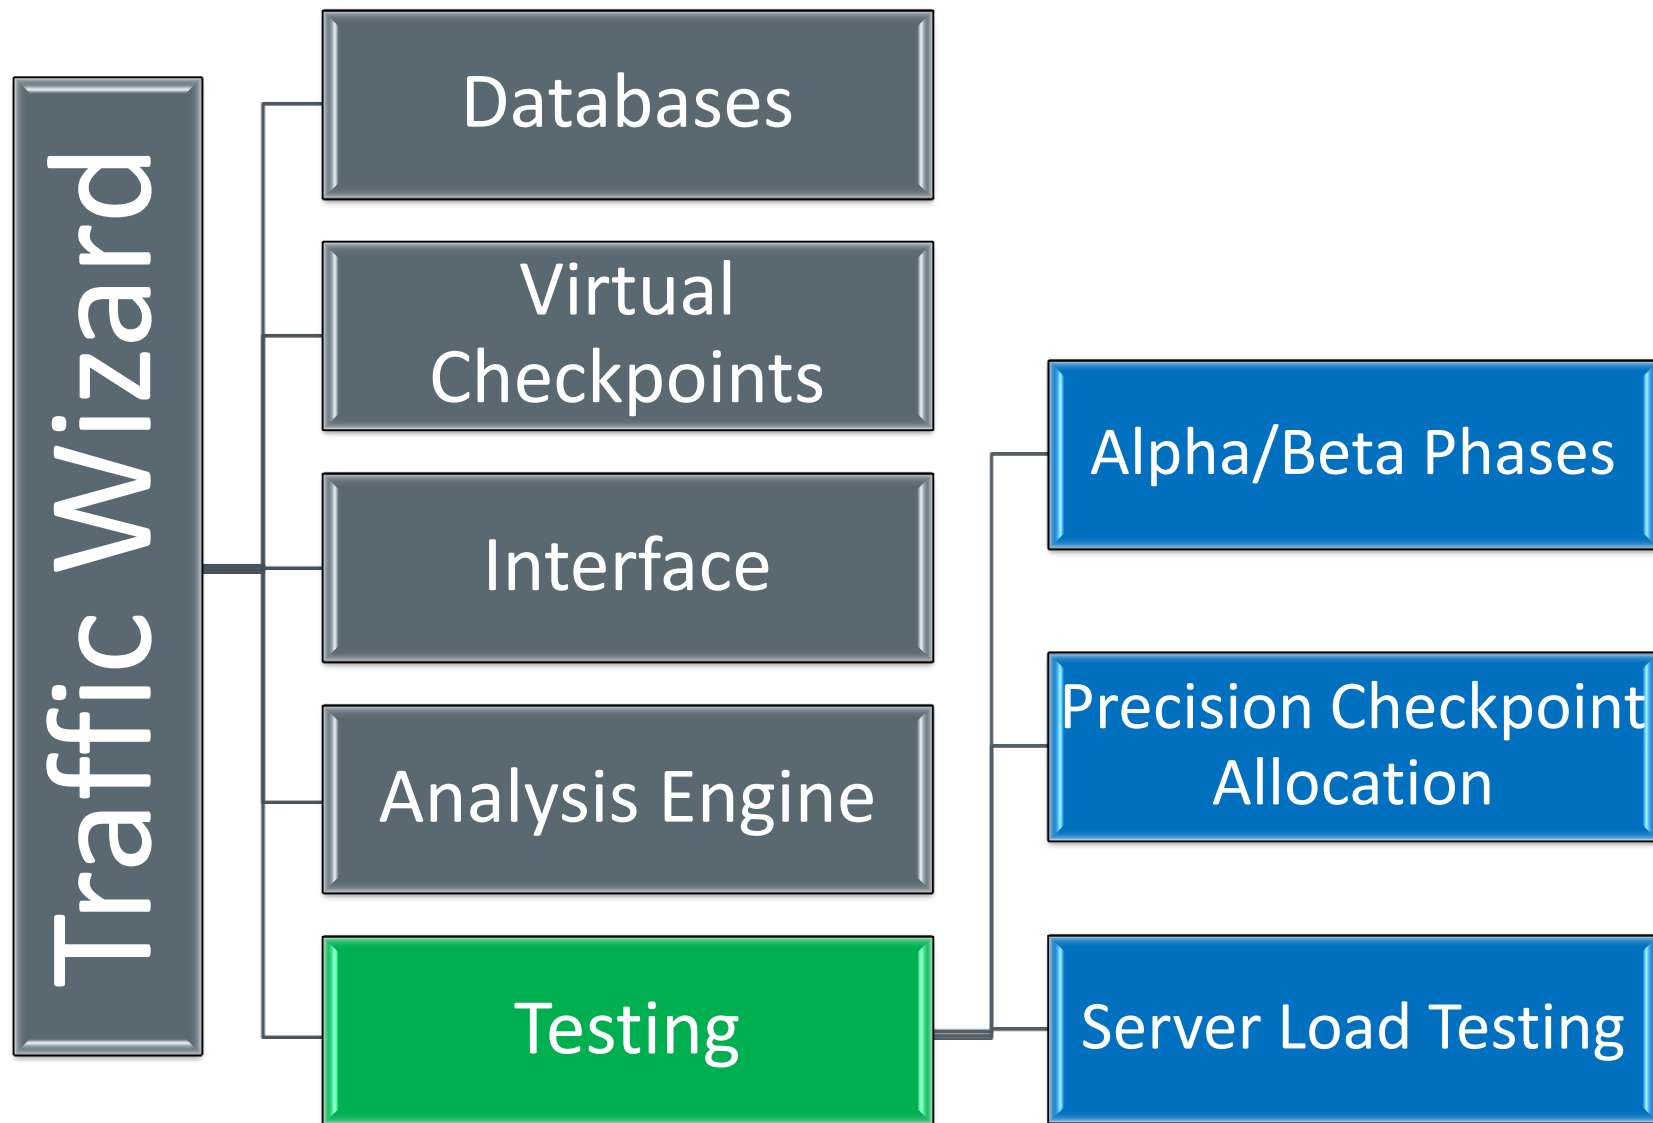 Traffic Wizard
Databases
Virtual
Checkpoints
Interface
Analysis Engine
Testing
Alpha/Beta Phases
Precision Checkpoint
Allocation
Server Load Testing